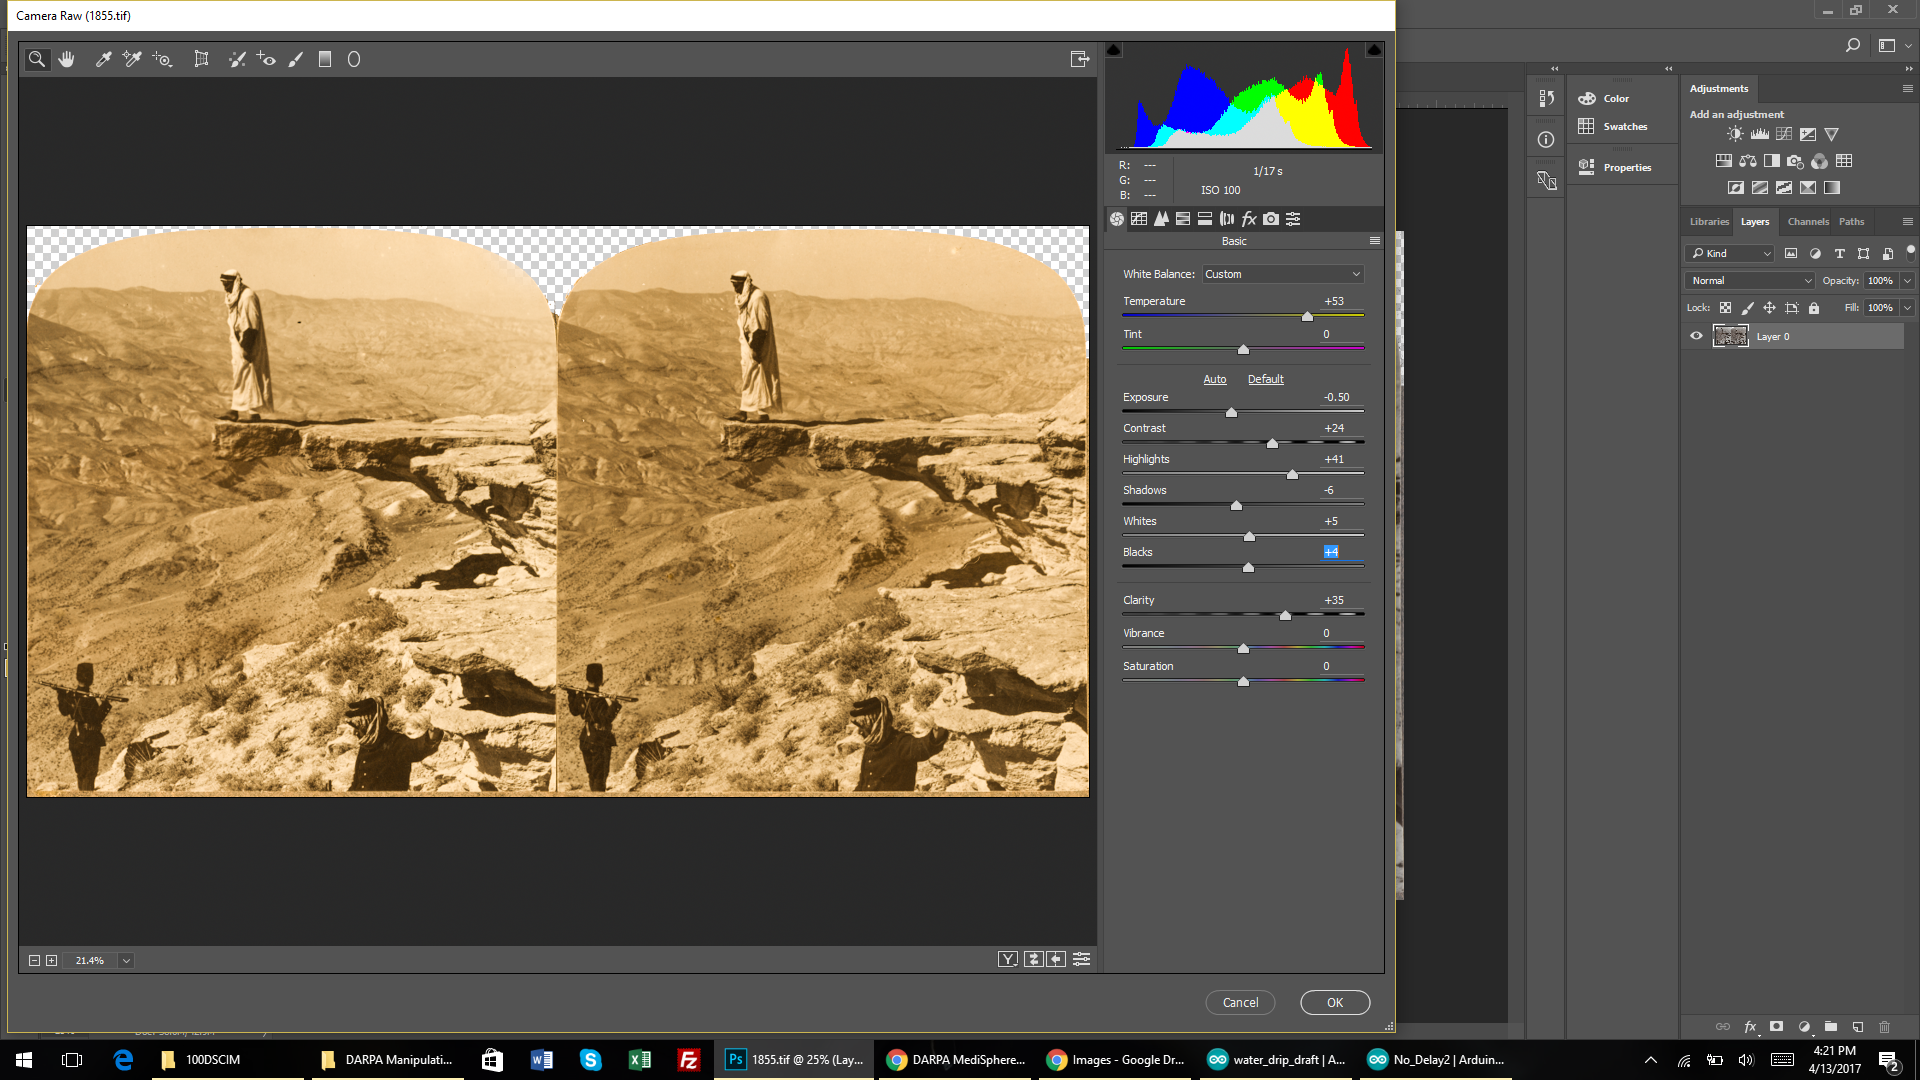 Camera Raw (1855.tif)
R: ---
G: ---
B: ---
1/17 s
ISO 100
Basic
White Balance: Custom
Temperature +53
Tint 0
Auto Default
Exposure -0.50
Contrast +24
Highlights +41
Shadows -6
Whites +5
Blacks +4
Clarity +35
Vibrance 0
Saturation 0
21.4%
Y
Cancel OK
Color
Swatches
Properties
Adjustments
Add an adjustment
Libraries Layers Channels Paths
Kind
Normal Opacity: 100%
Lock: Fill: 100%
Layer 0
fx
100DSCIM
DARPA Manipulati...
Ps 1855.tif @ 25% (Lay...
DARPA MediSphere...
Images - Google Dr...
water_drip_draft | A...
No_Delay2 | Arduin...
4:21 PM
4/13/2017
2